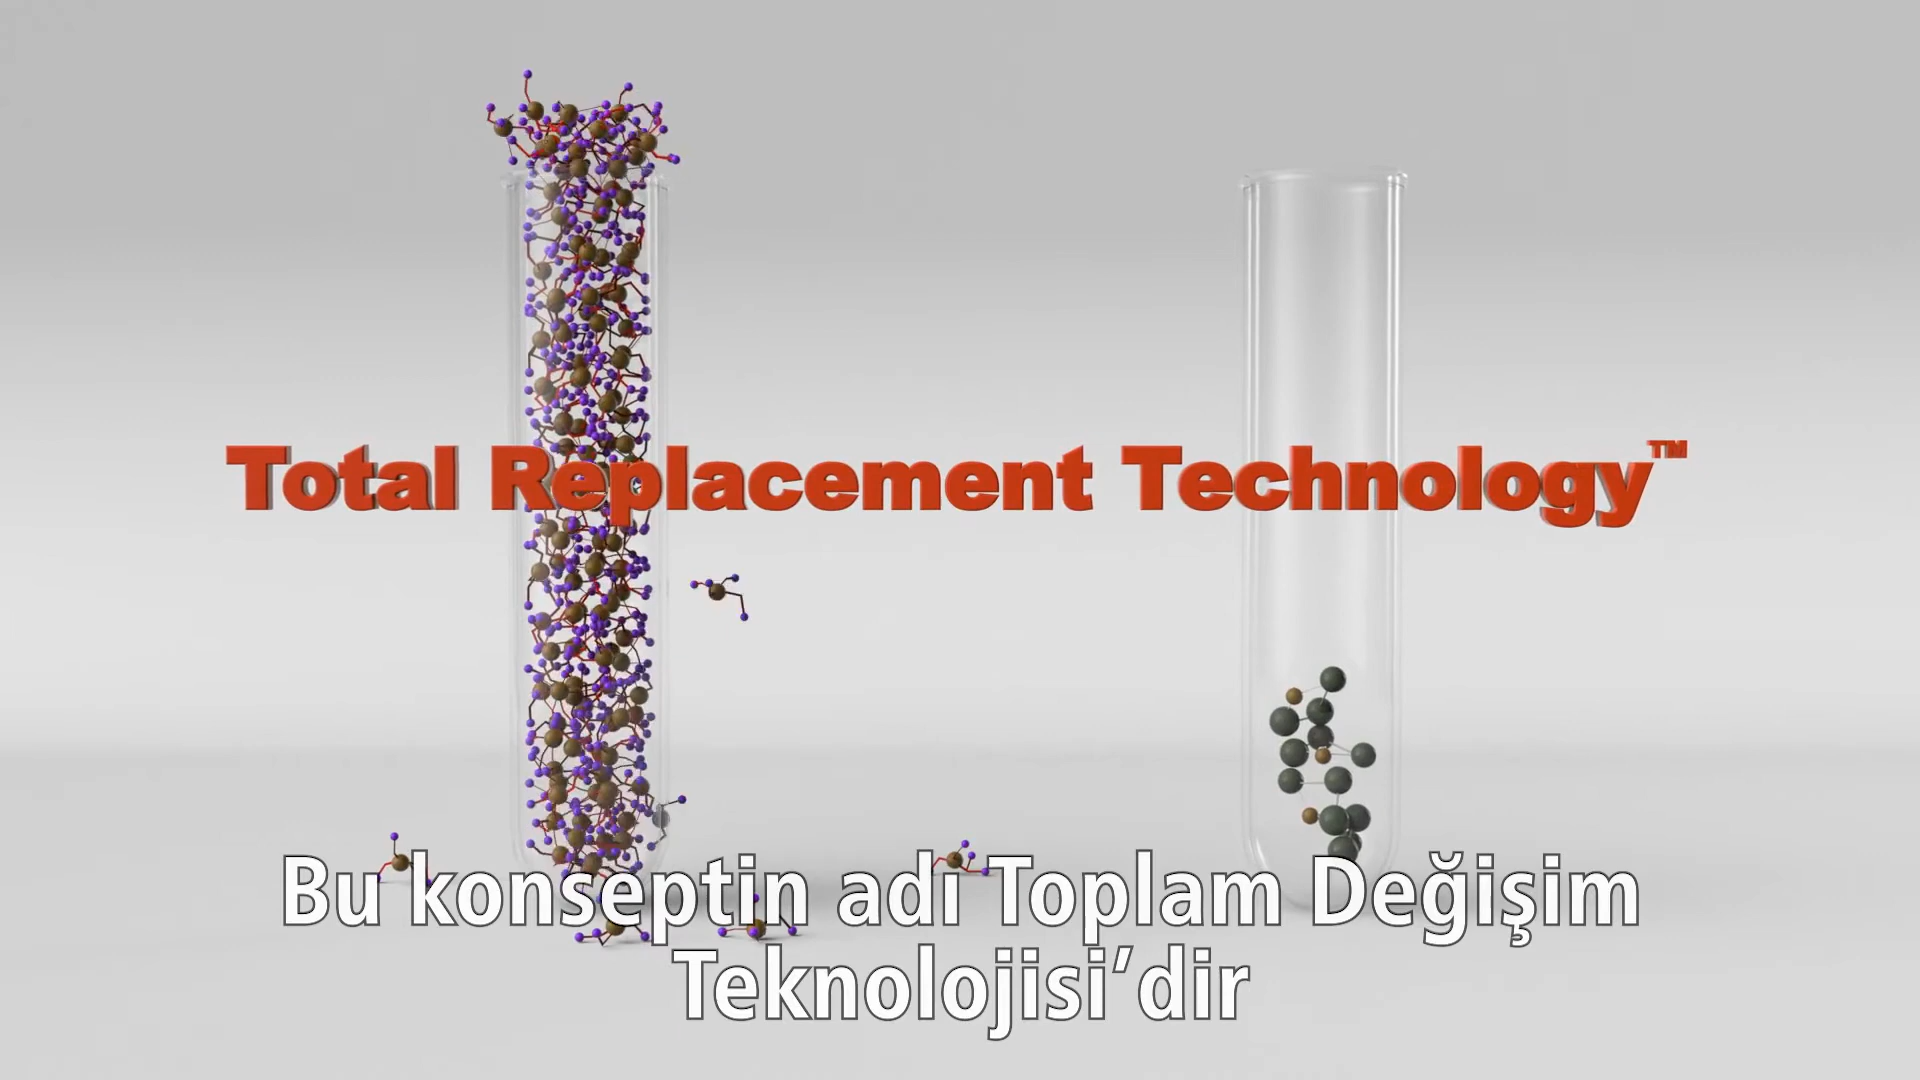 Total Replacement Technology™
Bu konseptin adı Toplam Değişim
Teknolojisi’dir